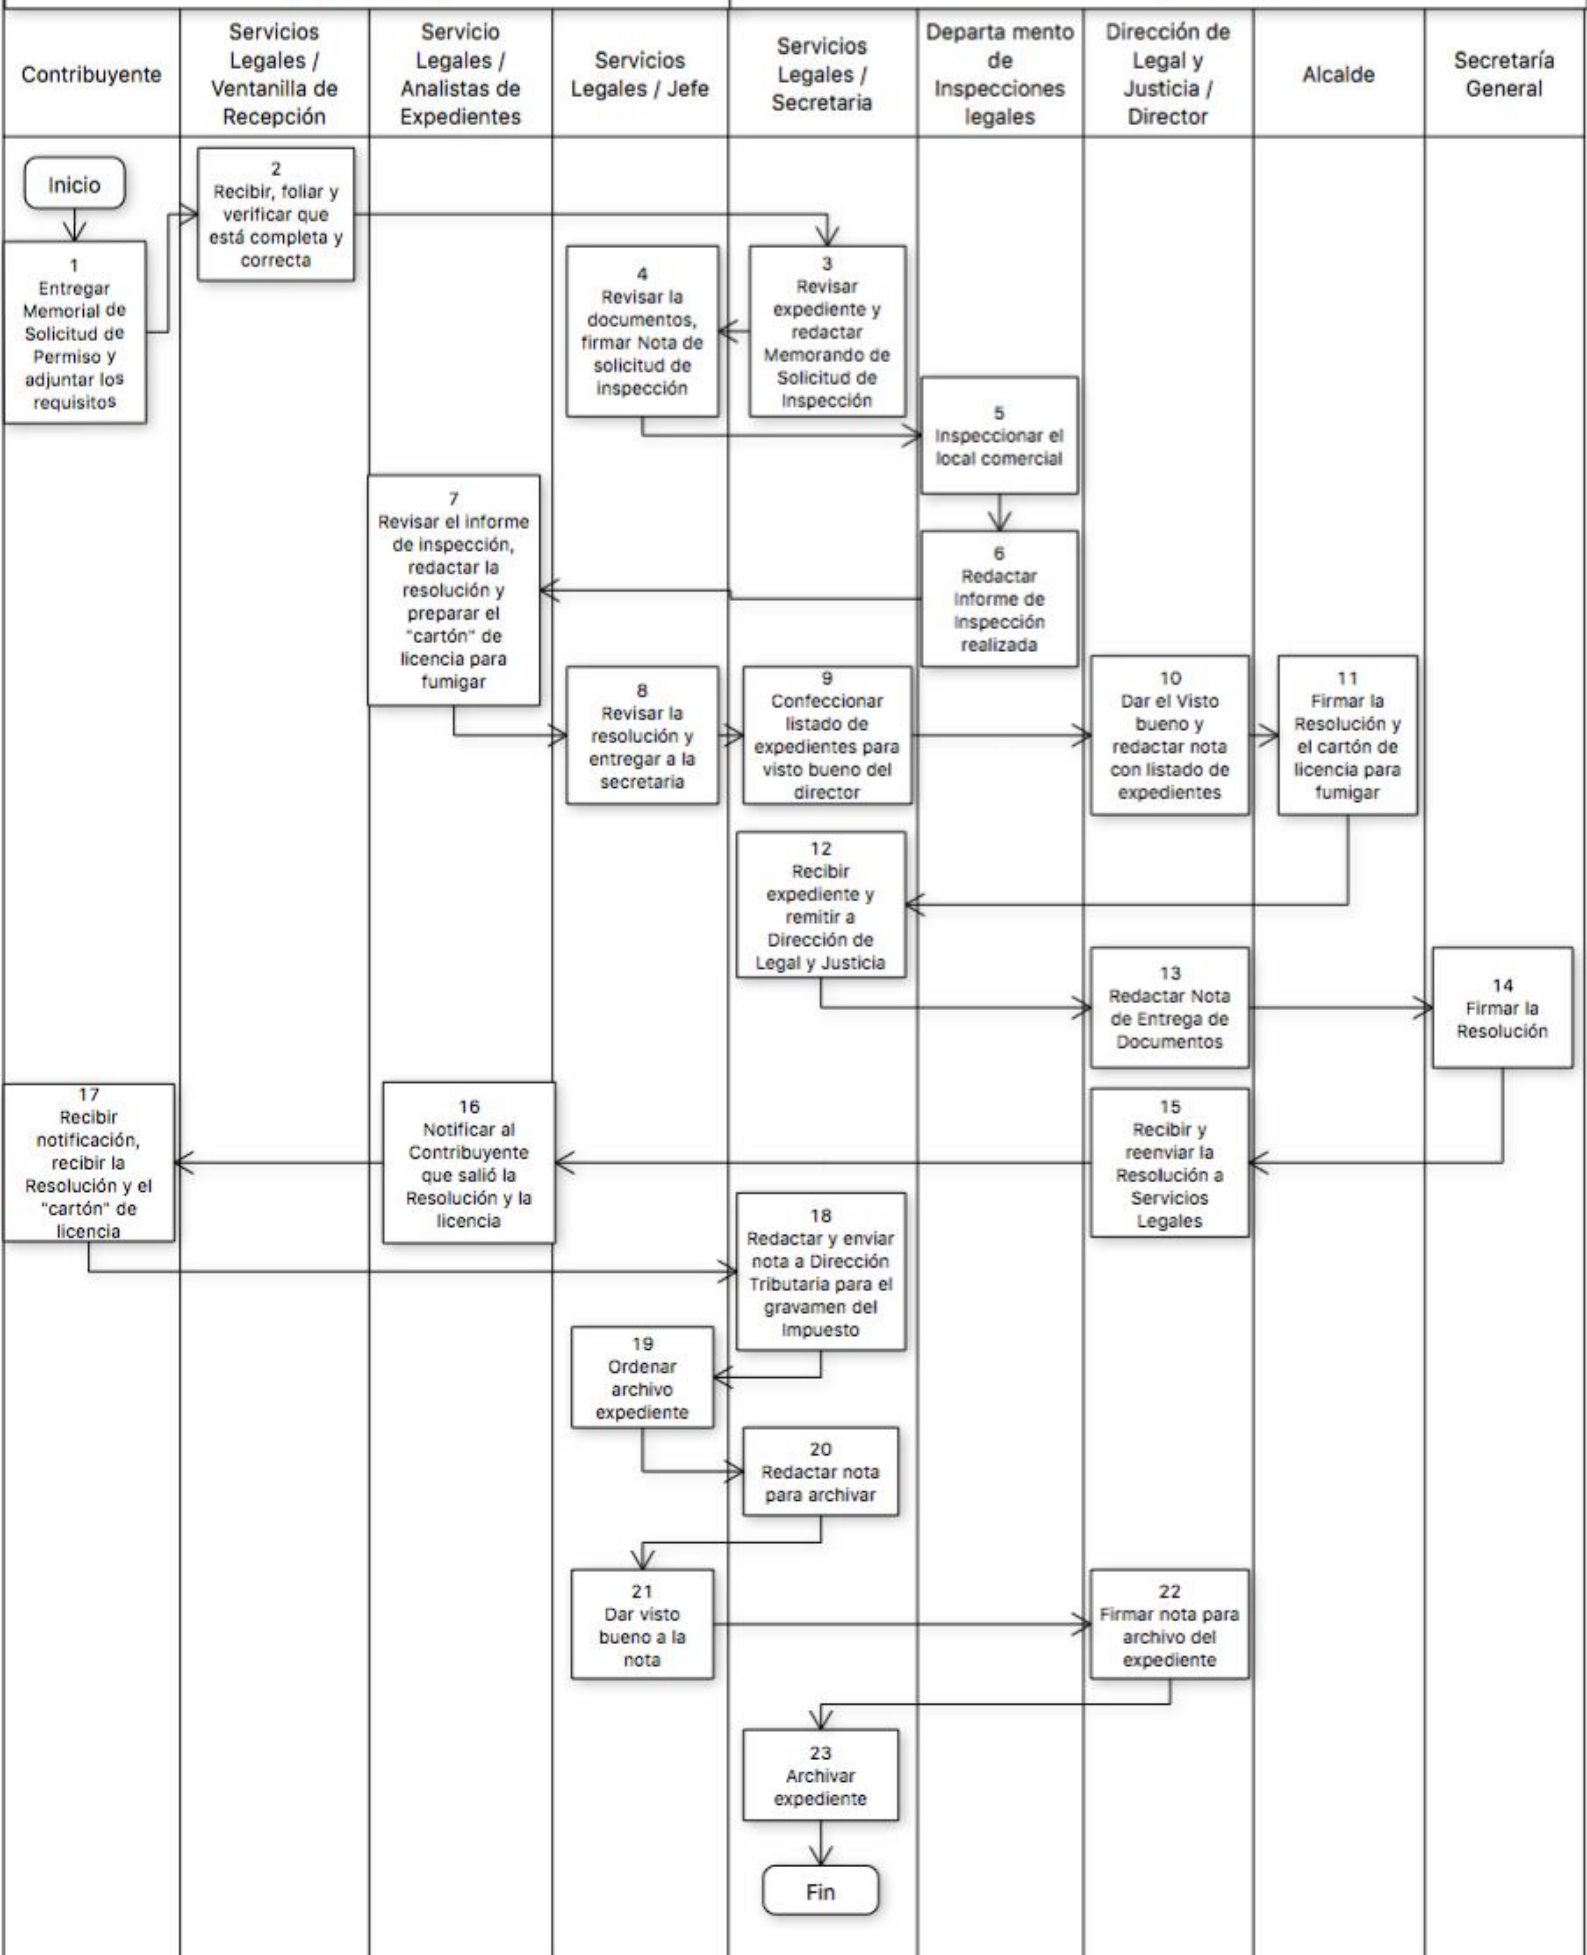 Contribuyente
Servicios
Legales /
Ventanilla de
Recepción
Servicio
Legales /
Analistas de
Expedientes
Servicios
Legales / Jefe
Servicios
Legales /
Secretaria
Departa mento
de
Inspecciones
legales
Dirección de
Legal y
Justicia /
Director
Alcalde
Secretaría
General
Inicio
1
Entregar
Memorial de
Solicitud de
Permiso y
adjuntar los
requisitos
2
Recibir, foliar y
verificar que
está completa y
correcta
3
Revisar
expediente y
redactar
Memorando de
Solicitud de
Inspección
4
Revisar la
documentos,
firmar Nota de
solicitud de
inspección
5
Inspeccionar el
local comercial
6
Redactar
Informe de
Inspección
realizada
7
Revisar el informe
de inspección,
redactar la
resolución y
preparar el
"cartón" de
licencia para
fumigar
8
Revisar la
resolución y
entregar a la
secretaria
9
Confeccionar
listado de
expedientes para
visto bueno del
director
10
Dar el Visto
bueno y
redactar nota
con listado de
expedientes
11
Firmar la
Resolución y
el cartón de
licencia para
fumigar
12
Recibir
expediente y
remitir a
Dirección de
Legal y Justicia
13
Redactar Nota
de Entrega de
Documentos
14
Firmar la
Resolución
15
Recibir y
reenviar la
Resolución a
Servicios
Legales
16
Notificar al
Contribuyente
que salió la
Resolución y la
licencia
17
Recibir
notificación,
recibir la
Resolución y el
"cartón" de
licencia
18
Redactar y enviar
nota a Dirección
Tributaria para el
gravamen del
Impuesto
19
Ordenar
archivo
expediente
20
Redactar nota
para archivar
21
Dar visto
bueno a la
nota
22
Firmar nota para
archivo del
expediente
23
Archivar
expediente
Fin